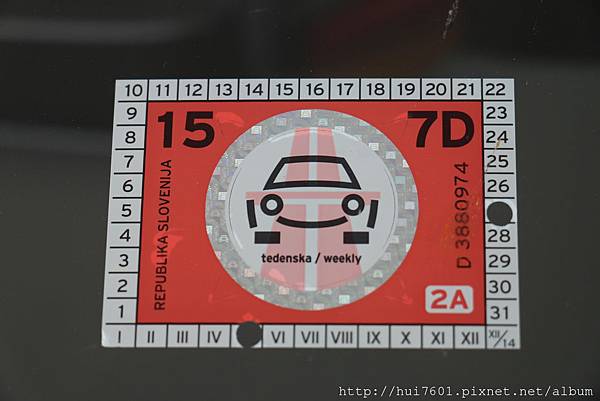 10 11 12 13 14 15 16 17 18 19 20 21 22
9
8
7
6
5
4
3
2
1
15 7D
REPUBLIKA SLOVENIJA
tedenska / weekly
D 3880974
2A
23
24
25
26
28
29
30
31
I II III IV VI VII VIII IX X XI XII XII/14
http://hui7601.pixnet.net/album